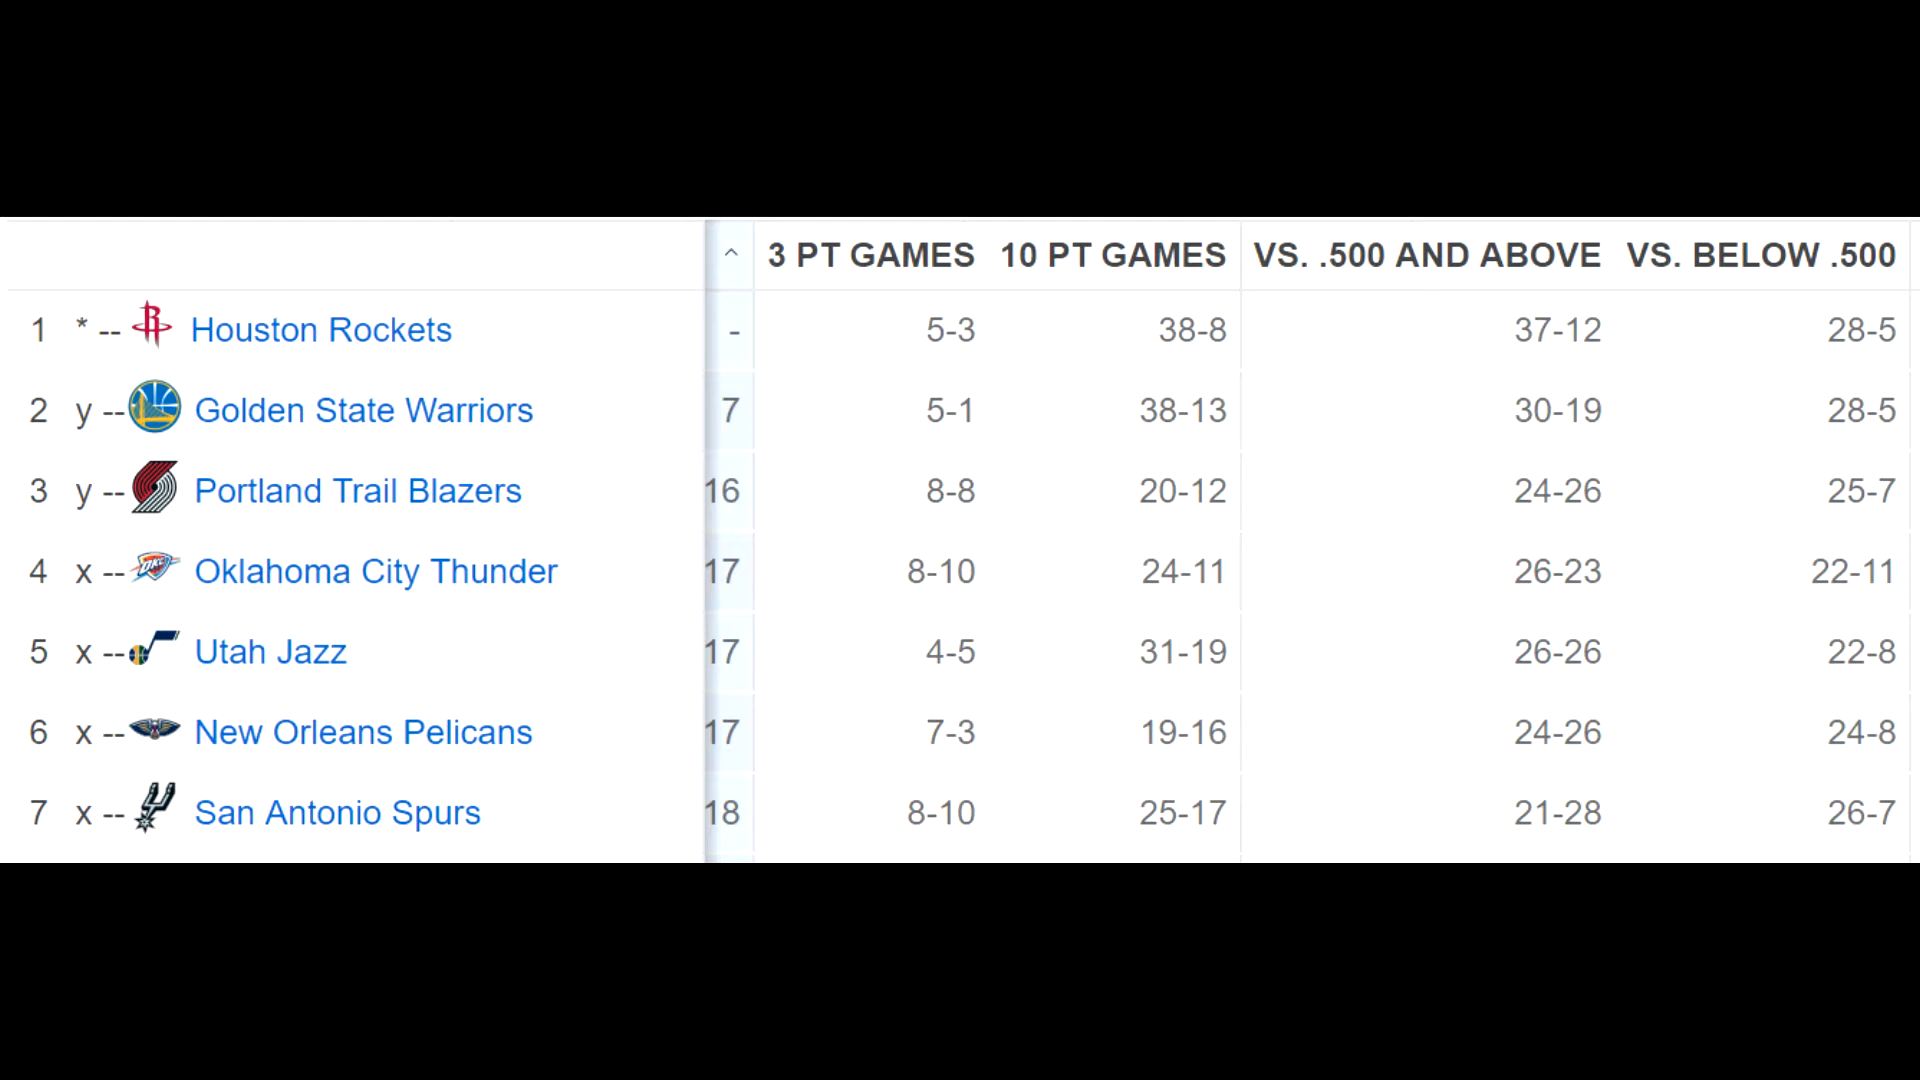 ^ 3 PT GAMES 10 PT GAMES VS. .500 AND ABOVE VS. BELOW .500
1 * -- Houston Rockets - 5-3 38-8 37-12 28-5
2 y -- Golden State Warriors 7 5-1 38-13 30-19 28-5
3 y -- Portland Trail Blazers 16 8-8 20-12 24-26 25-7
4 x -- OKC Oklahoma City Thunder 17 8-10 24-11 26-23 22-11
5 x -- Utah Jazz 17 4-5 31-19 26-26 22-8
6 x -- New Orleans Pelicans 17 7-3 19-16 24-26 24-8
7 x -- San Antonio Spurs 18 8-10 25-17 21-28 26-7